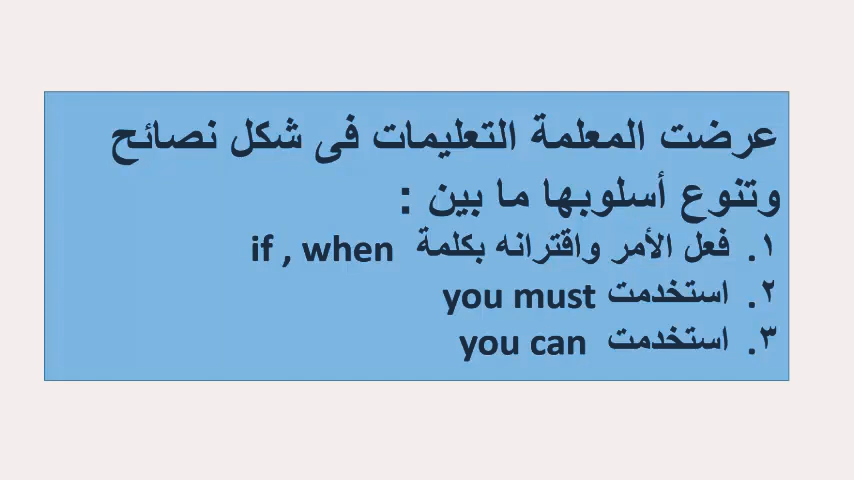 عرضت المعلمة التعليمات فى شكل نصائح
وتنوع أسلوبها ما بين :
١. فعل الأمر واقترانه بكلمة if , when
٢. استخدمت you must
٣. استخدمت you can